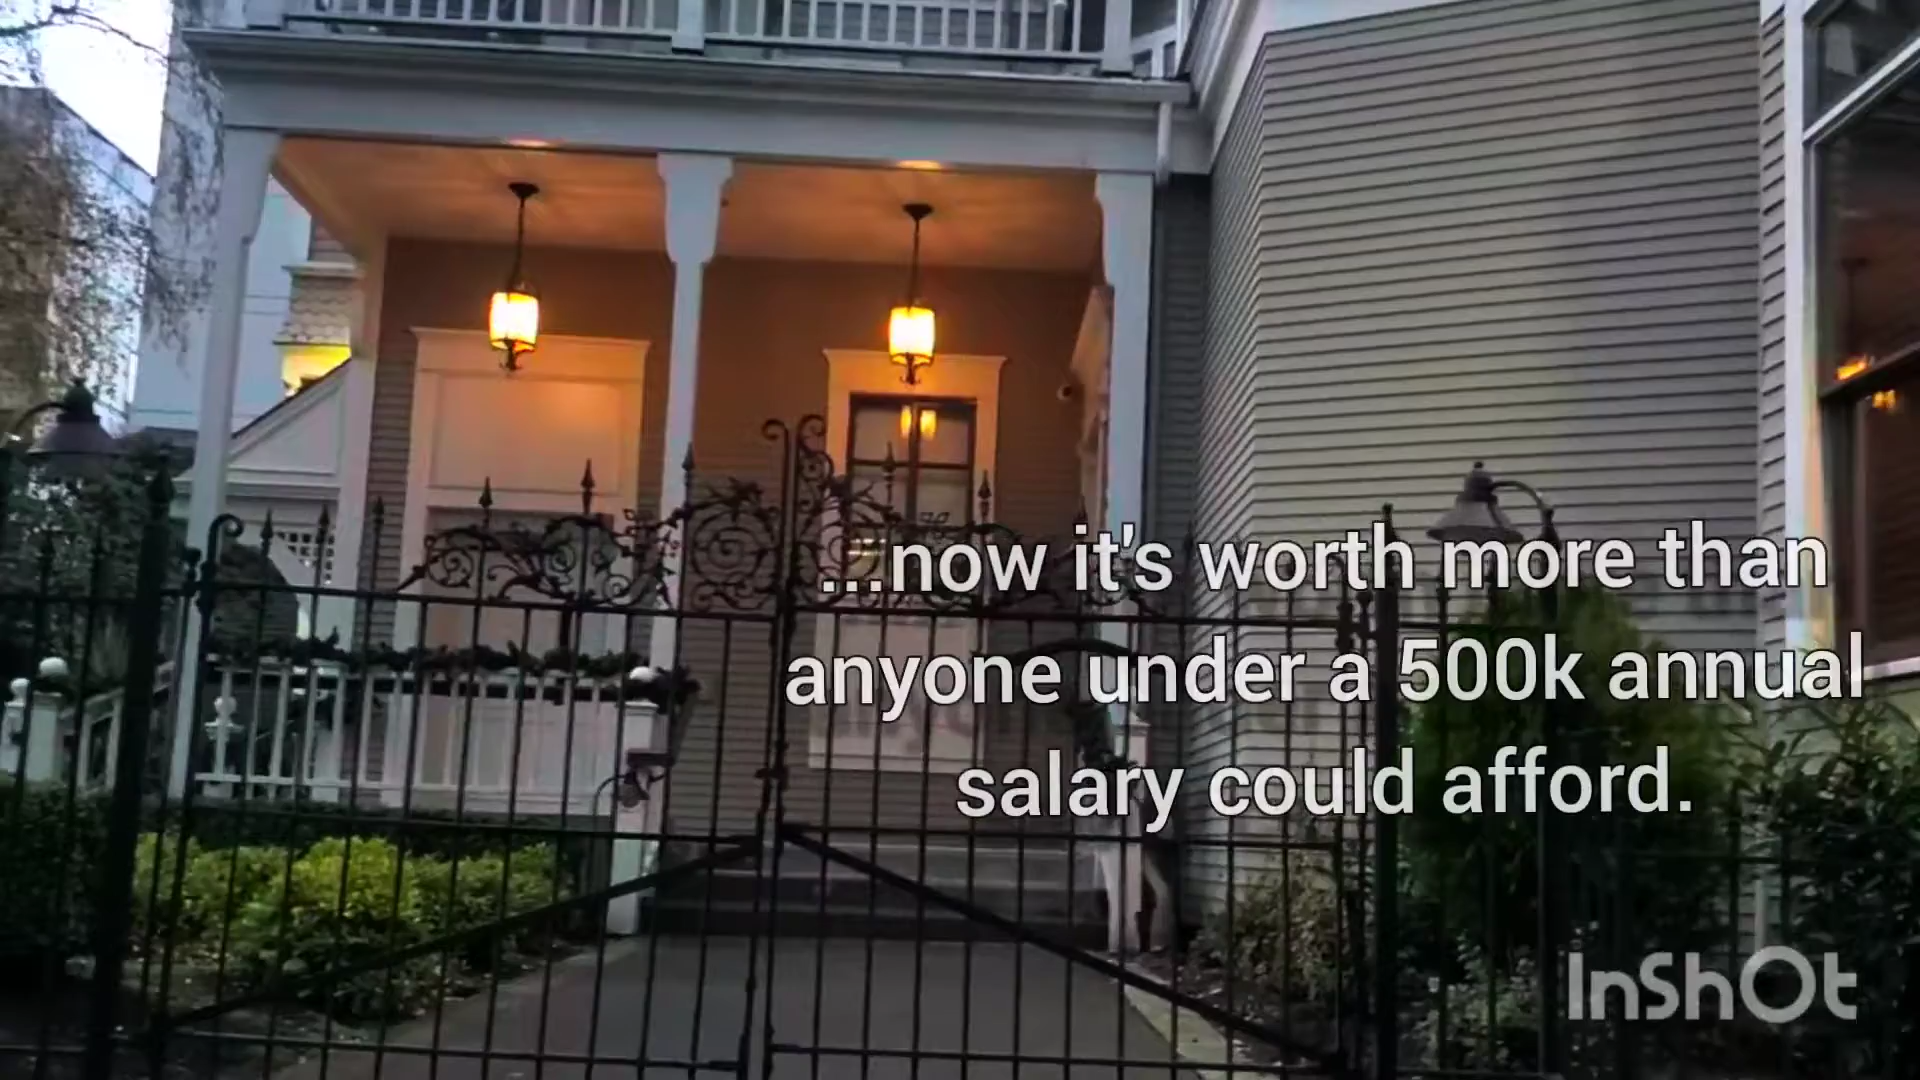 ...now it's worth more than
anyone under a 500k annual
salary could afford.
InShOt